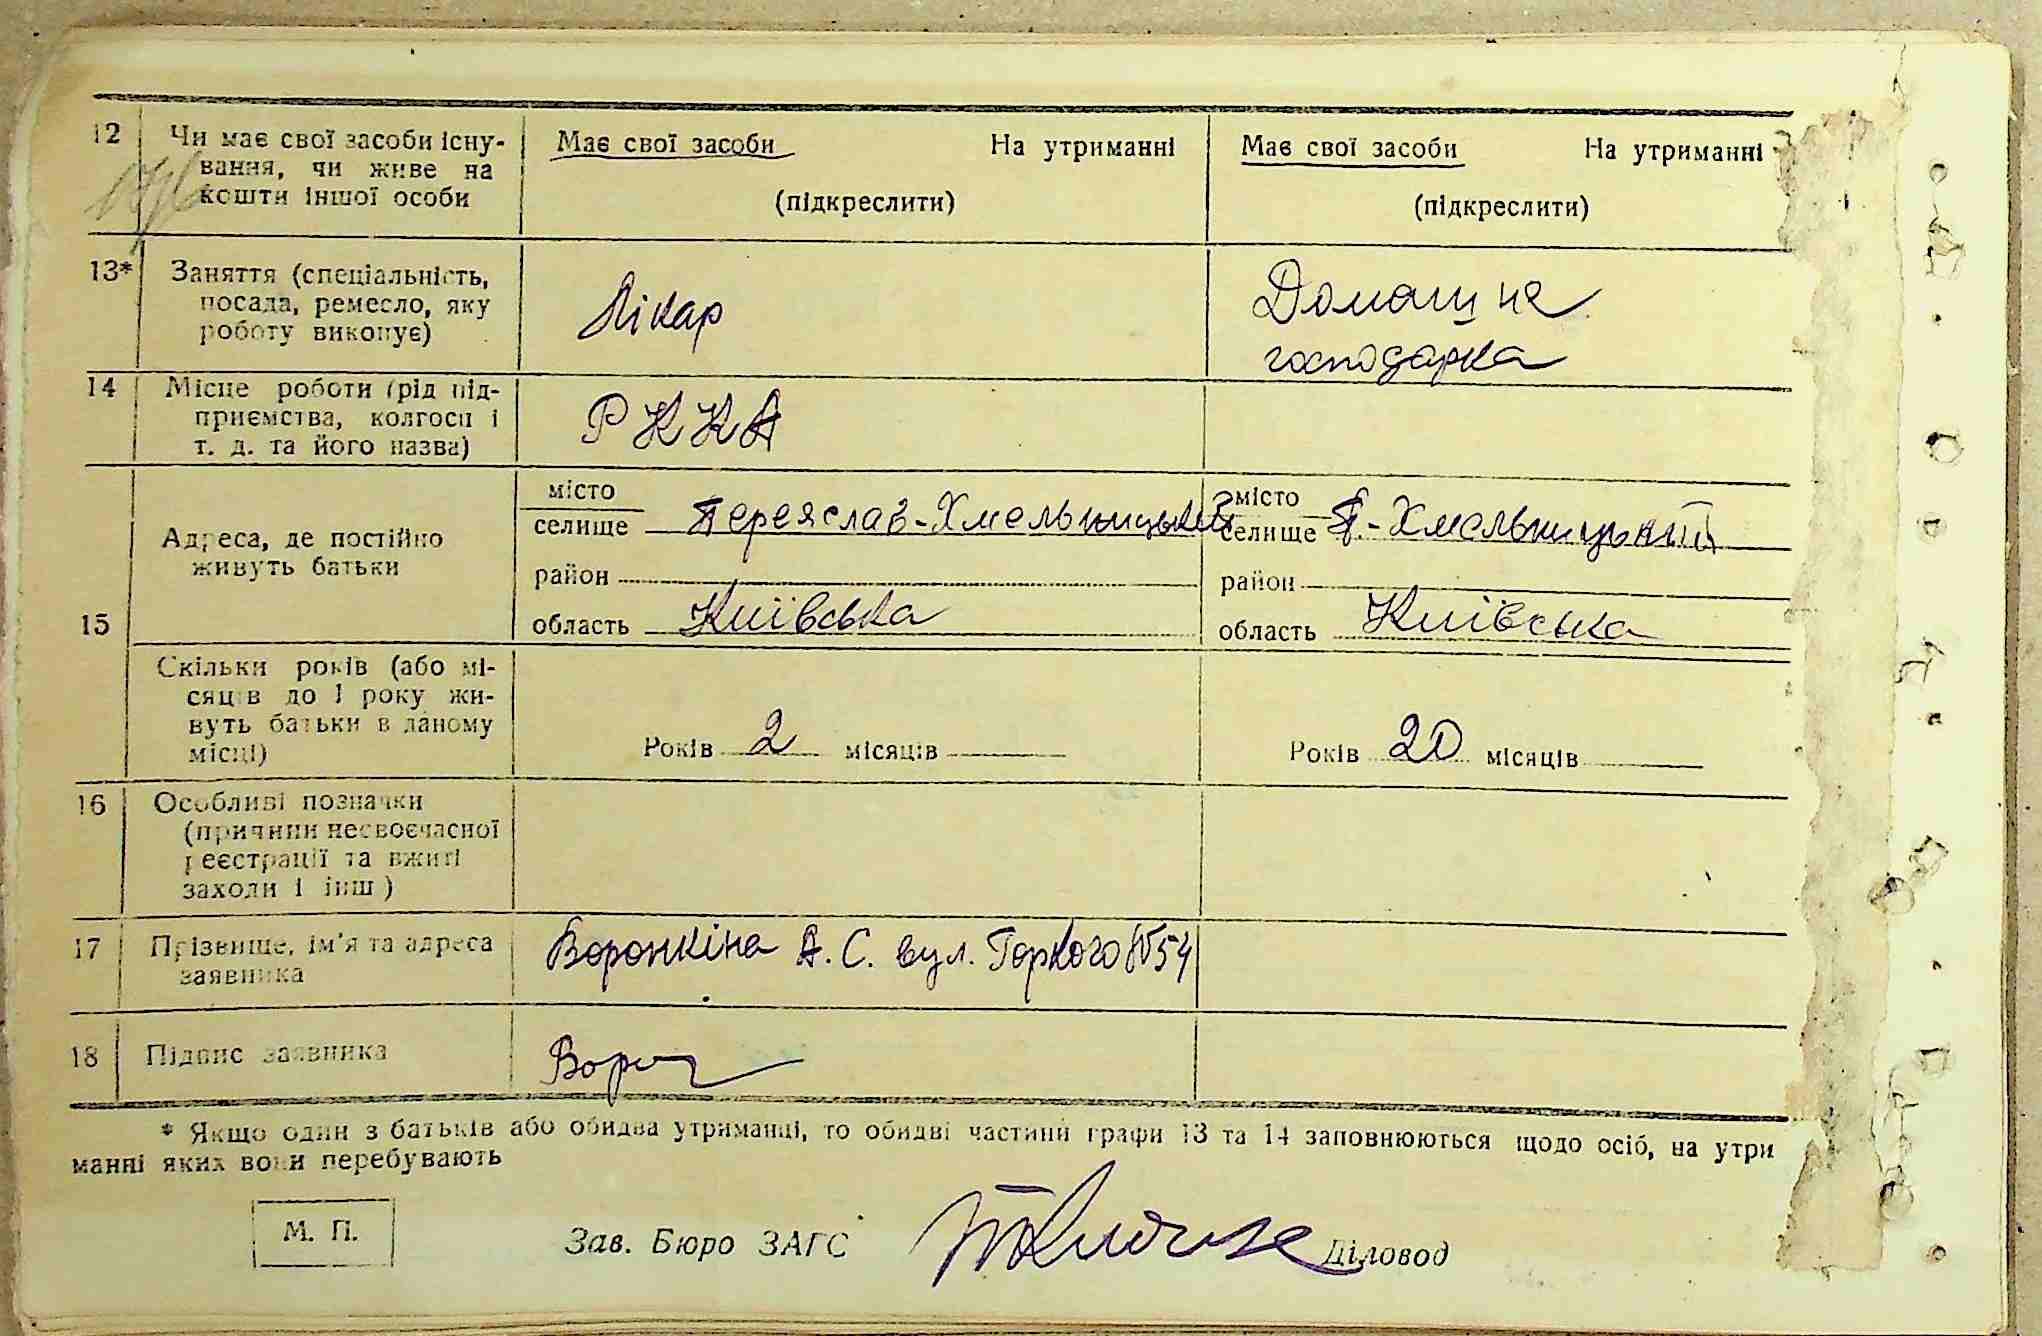 12 Чи має свої засоби існу- Має свої засоби На утриманні Має свої засоби На утриманні
вання, чи живе на
кошти іншої особи (підкреслити) (підкреслити)
13* Заняття (спеціальність, Лікар Домашне
посада, ремесло, яку
роботу виконує) господарка
14 Місце роботи (рід під- РККА
приємства, колгосп і
т. д. та його назва)
місто місто
селище Переяслав-Хмельницький селище П.-Хмельницький
Адреса, де постійно
живуть батьки
район район
15 область Київська область Київська
Скільки років (або мі-
сяців до 1 року жи-
вуть батьки в даному
місці) Років 2 місяців Років 20 місяців
16 Особливі позначки
(причини несвоєчасної
реєстрації та вжиті
заходи і інш)
17 Прізвище, ім'я та адреса Воронкіна А. С. вул. Горкого №54
заявника
18 Підпис заявника Ворон
* Якщо один з батьків або обидва утриманці, то обидві частини графи 13 та 14 заповнюються щодо осіб, на утри
манні яких вони перебувають
М. П. Зав. Бюро ЗАГС Діловод